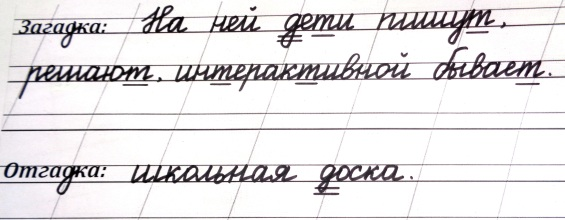 Загадка: На ней дети пишут,
решают, интерактивной бывает.
Отгадка: школьная доска.